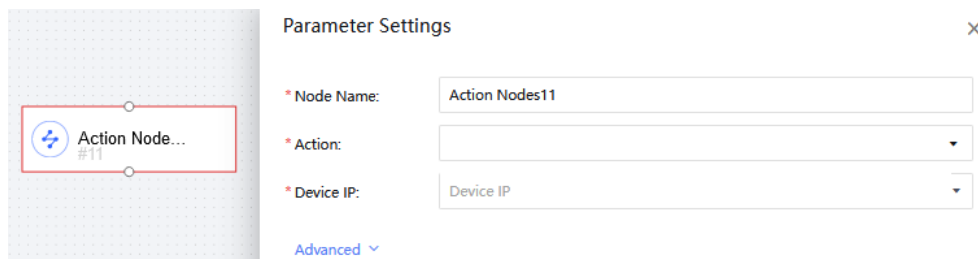 Parameter Settings
* Node Name:
Action Nodes11
Action Node...
#11
* Action:
* Device IP:
Device IP
Advanced